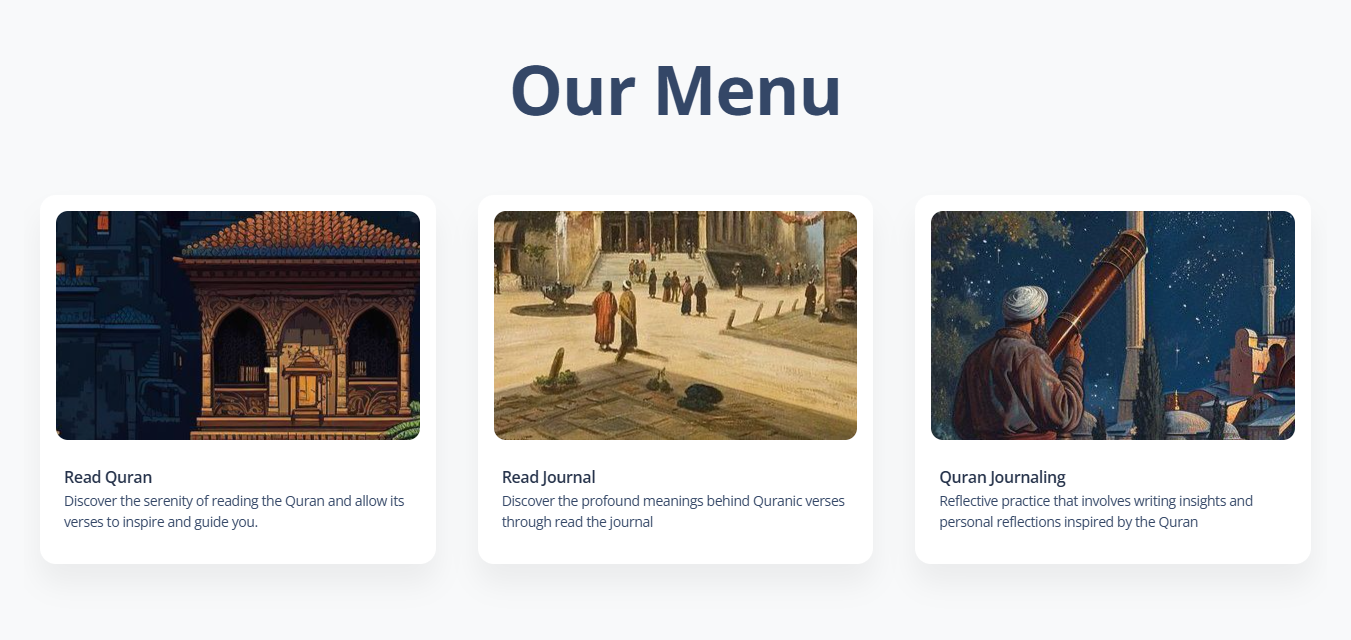 Our Menu
Read Quran
Discover the serenity of reading the Quran and allow its
verses to inspire and guide you.
Read Journal
Discover the profound meanings behind Quranic verses
through read the journal
Quran Journaling
Reflective practice that involves writing insights and
personal reflections inspired by the Quran